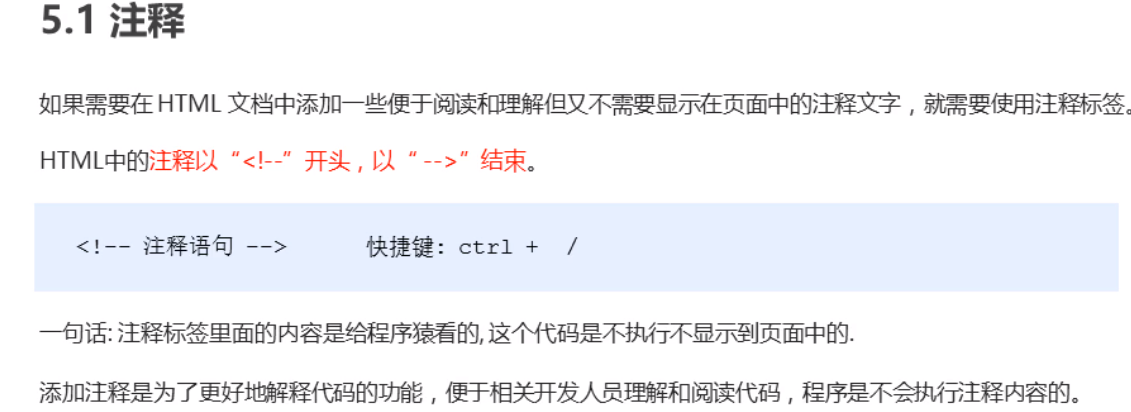 5.1 注释
如果需要在 HTML 文档中添加一些便于阅读和理解但又不需要显示在页面中的注释文字，就需要使用注释标签。
HTML中的注释以“<!--”开头，以“ -->”结束。
<!-- 注释语句 -->      快捷键: ctrl +  /
一句话: 注释标签里面的内容是给程序猿看的, 这个代码是不执行不显示到页面中的.
添加注释是为了更好地解释代码的功能，便于相关开发人员理解和阅读代码，程序是不会执行注释内容的。